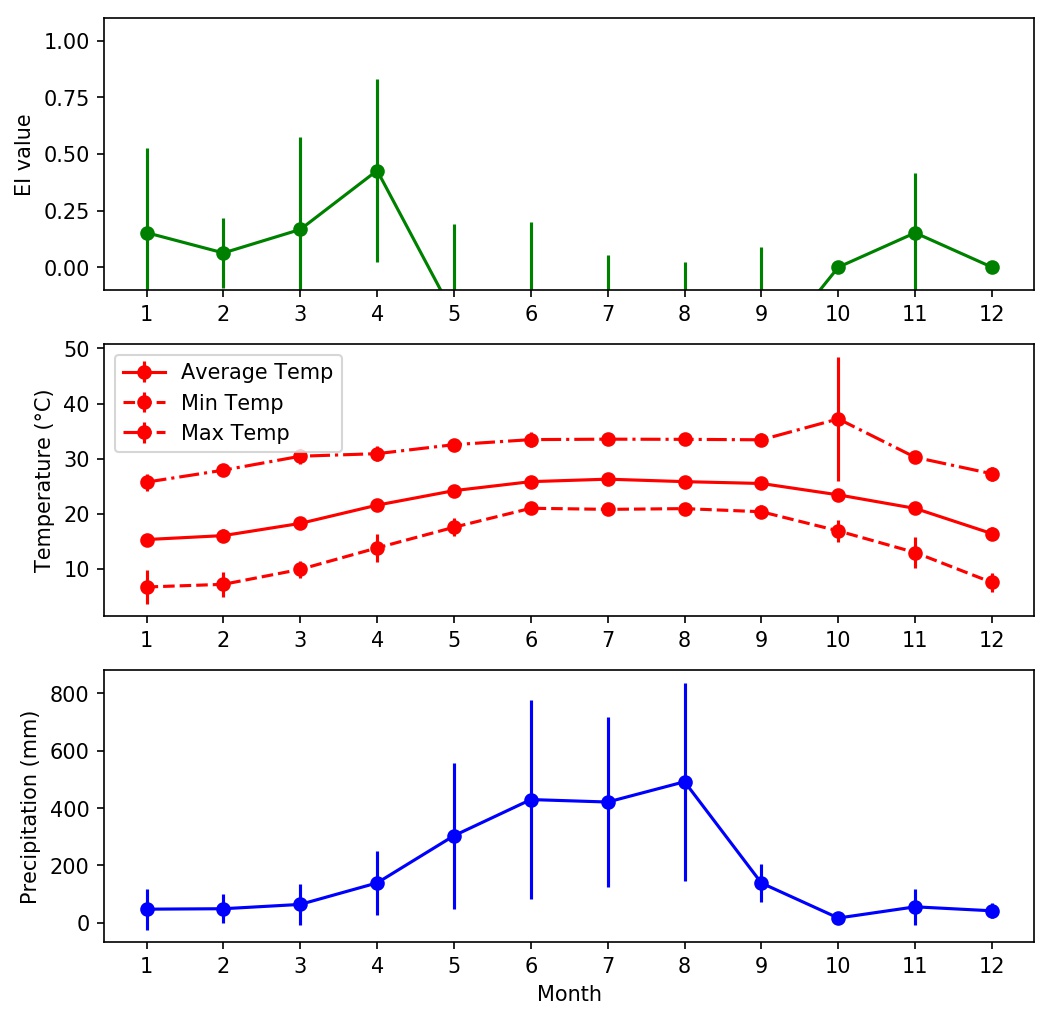 1.00
0.75
0.50
0.25
0.00
EI value
1 2 3 4 5 6 7 8 9 10 11 12
50
40
30
20
10
Temperature (°C)
Average Temp
Min Temp
Max Temp
1 2 3 4 5 6 7 8 9 10 11 12
800
600
400
200
0
Precipitation (mm)
1 2 3 4 5 6 7 8 9 10 11 12
Month